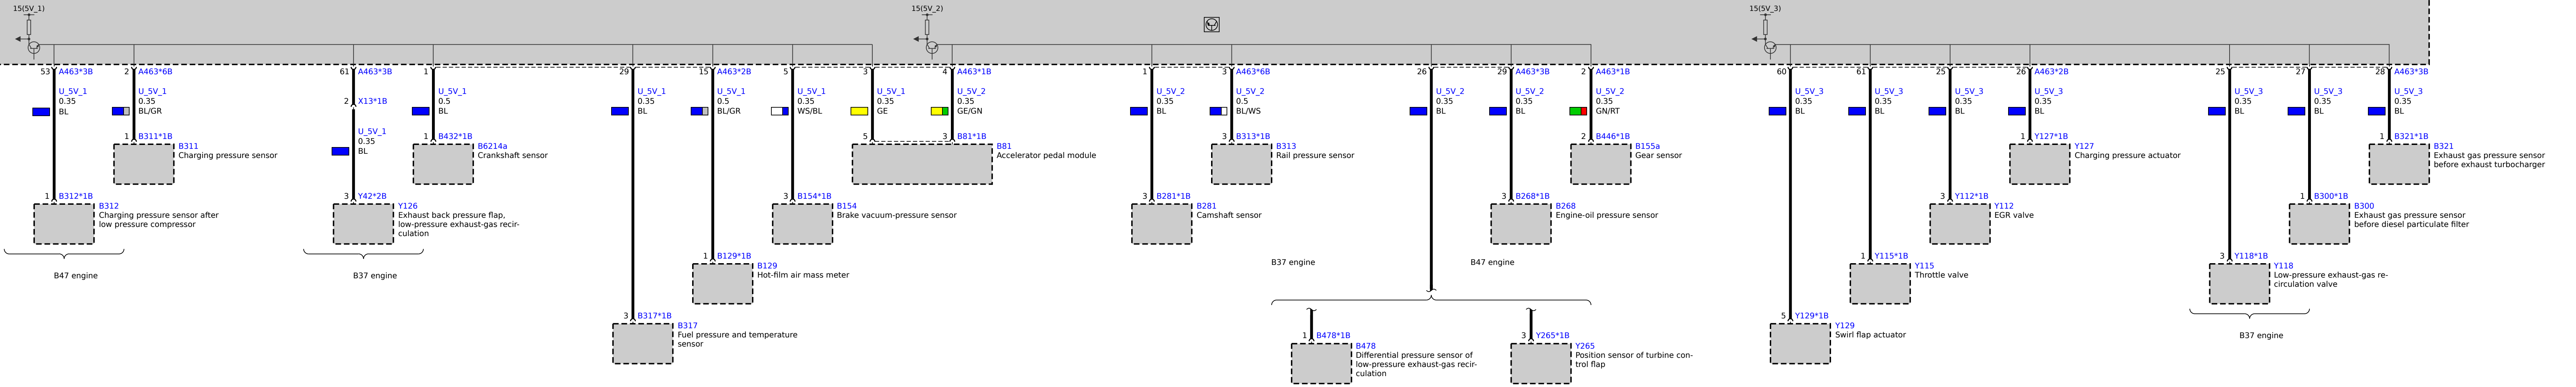 15(5V_1)
15(5V_2)
15(5V_3)
53 A463*3B
2 A463*6B
61 A463*3B
1
29
15 A463*2B
5
3
4 A463*1B
1
3 A463*6B
26
29 A463*3B
2 A463*1B
60
61
25
26 A463*2B
25
27
28 A463*3B
U_5V_1
0.35
BL
U_5V_1
0.35
BL/GR
2 X13*1B
U_5V_1
0.35
BL
U_5V_1
0.5
BL
U_5V_1
0.35
BL
U_5V_1
0.5
BL/GR
U_5V_1
0.35
WS/BL
U_5V_1
0.35
GE
U_5V_2
0.35
GE/GN
U_5V_2
0.35
BL
U_5V_2
0.5
BL/WS
U_5V_2
0.35
BL
U_5V_2
0.35
BL
U_5V_2
0.35
GN/RT
U_5V_3
0.35
BL
U_5V_3
0.35
BL
U_5V_3
0.35
BL
U_5V_3
0.35
BL
U_5V_3
0.35
BL
U_5V_3
0.35
BL
U_5V_3
0.35
BL
1 B311*1B
B311
Charging pressure sensor
1 B432*1B
B6214a
Crankshaft sensor
5
3 B81*1B
B81
Accelerator pedal module
3 B313*1B
B313
Rail pressure sensor
2 B446*1B
B155a
Gear sensor
1 Y127*1B
Y127
Charging pressure actuator
1 B321*1B
B321
Exhaust gas pressure sensor
before exhaust turbocharger
1 B312*1B
B312
Charging pressure sensor after
low pressure compressor
3 Y42*2B
Y126
Exhaust back pressure flap,
low-pressure exhaust-gas recir-
culation
3 B154*1B
B154
Brake vacuum-pressure sensor
3 B281*1B
B281
Camshaft sensor
3 B268*1B
B268
Engine-oil pressure sensor
3 Y112*1B
Y112
EGR valve
1 B300*1B
B300
Exhaust gas pressure sensor
before diesel particulate filter
B47 engine
B37 engine
1 B129*1B
B129
Hot-film air mass meter
B37 engine
B47 engine
1 Y115*1B
Y115
Throttle valve
3 Y118*1B
Y118
Low-pressure exhaust-gas re-
circulation valve
3 B317*1B
B317
Fuel pressure and temperature
sensor
1 B478*1B
B478
Differential pressure sensor of
low-pressure exhaust-gas recir-
culation
3 Y265*1B
Y265
Position sensor of turbine con-
trol flap
5 Y129*1B
Y129
Swirl flap actuator
B37 engine